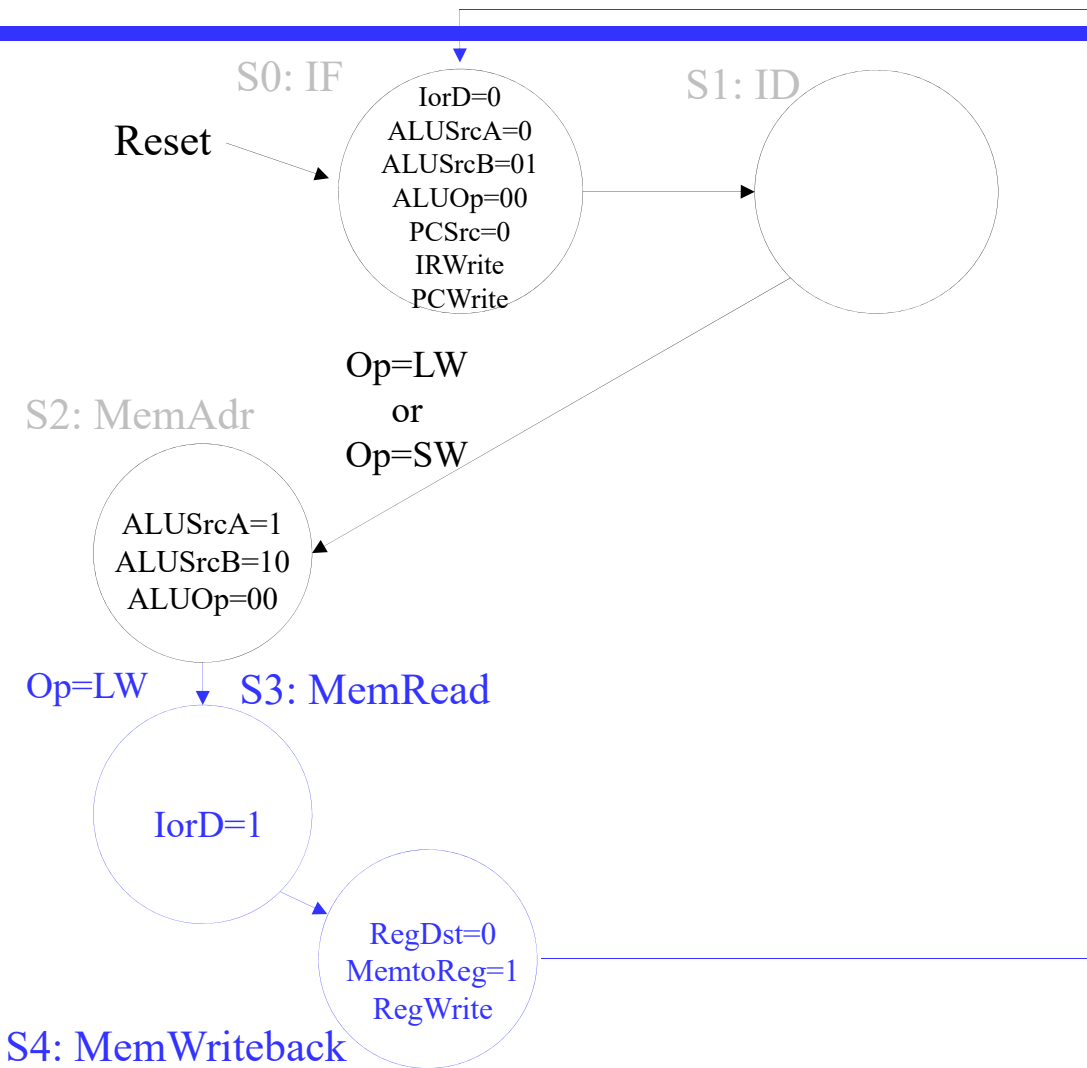 S0: IF
S1: ID
Reset
IorD=0
ALUSrcA=0
ALUSrcB=01
ALUOp=00
PCSrc=0
IRWrite
PCWrite
Op=LW
or
Op=SW
S2: MemAdr
ALUSrcA=1
ALUSrcB=10
ALUOp=00
Op=LW
S3: MemRead
IorD=1
RegDst=0
MemtoReg=1
RegWrite
S4: MemWriteback